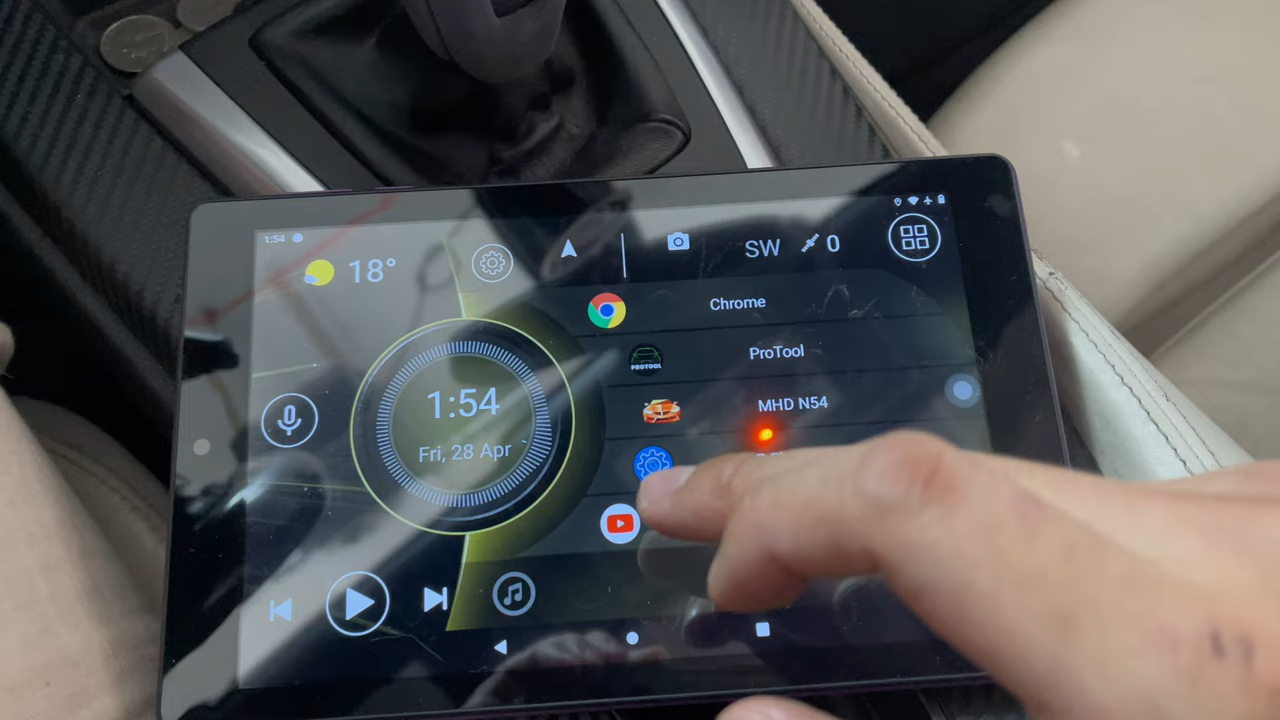 1:54
18°
SW
0
Chrome
PROTOOL
ProTool
MHD N54
1:54
Fri, 28 Apr